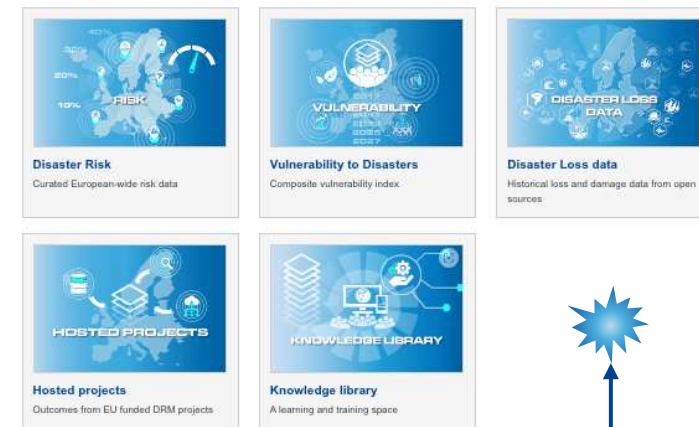 40%
30%
20%
10%
RISK
Disaster Risk
Curated European-wide risk data
VULNERABILITY
2025
2027
Vulnerability to Disasters
Composite vulnerability index
DISASTER LOSS
DATA
Disaster Loss data
Historical loss and damage data from open
sources
HOSTED PROJECTS
Hosted projects
Outcomes from EU funded DRM projects
KNOWLEDGE LIBRARY
Knowledge library
A learning and training space